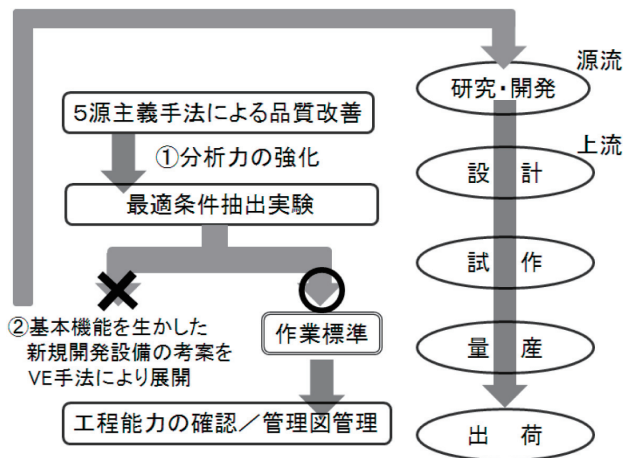 源流
研究・開発
5源主義手法による品質改善
①分析力の強化
上流
設 計
最適条件抽出実験
試 作
②基本機能を生かした
新規開発設備の考案を
VE手法により展開
作業標準
量 産
工程能力の確認/管理図管理
出 荷